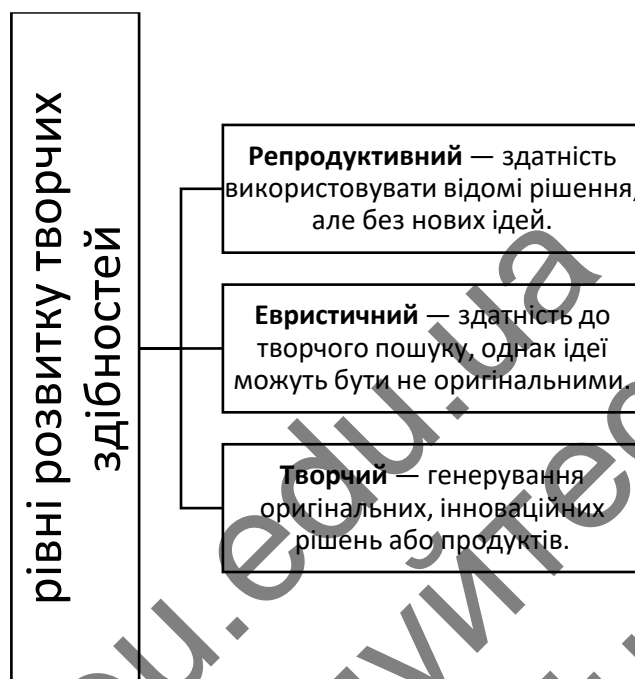 рівні розвитку творчих
здібностей
Репродуктивний — здатність
використовувати відомі рішення,
але без нових ідей.
Евристичний — здатність до
творчого пошуку, однак ідеї
можуть бути не оригінальними.
Творчий — генерування
оригінальних, інноваційних
рішень або продуктів.